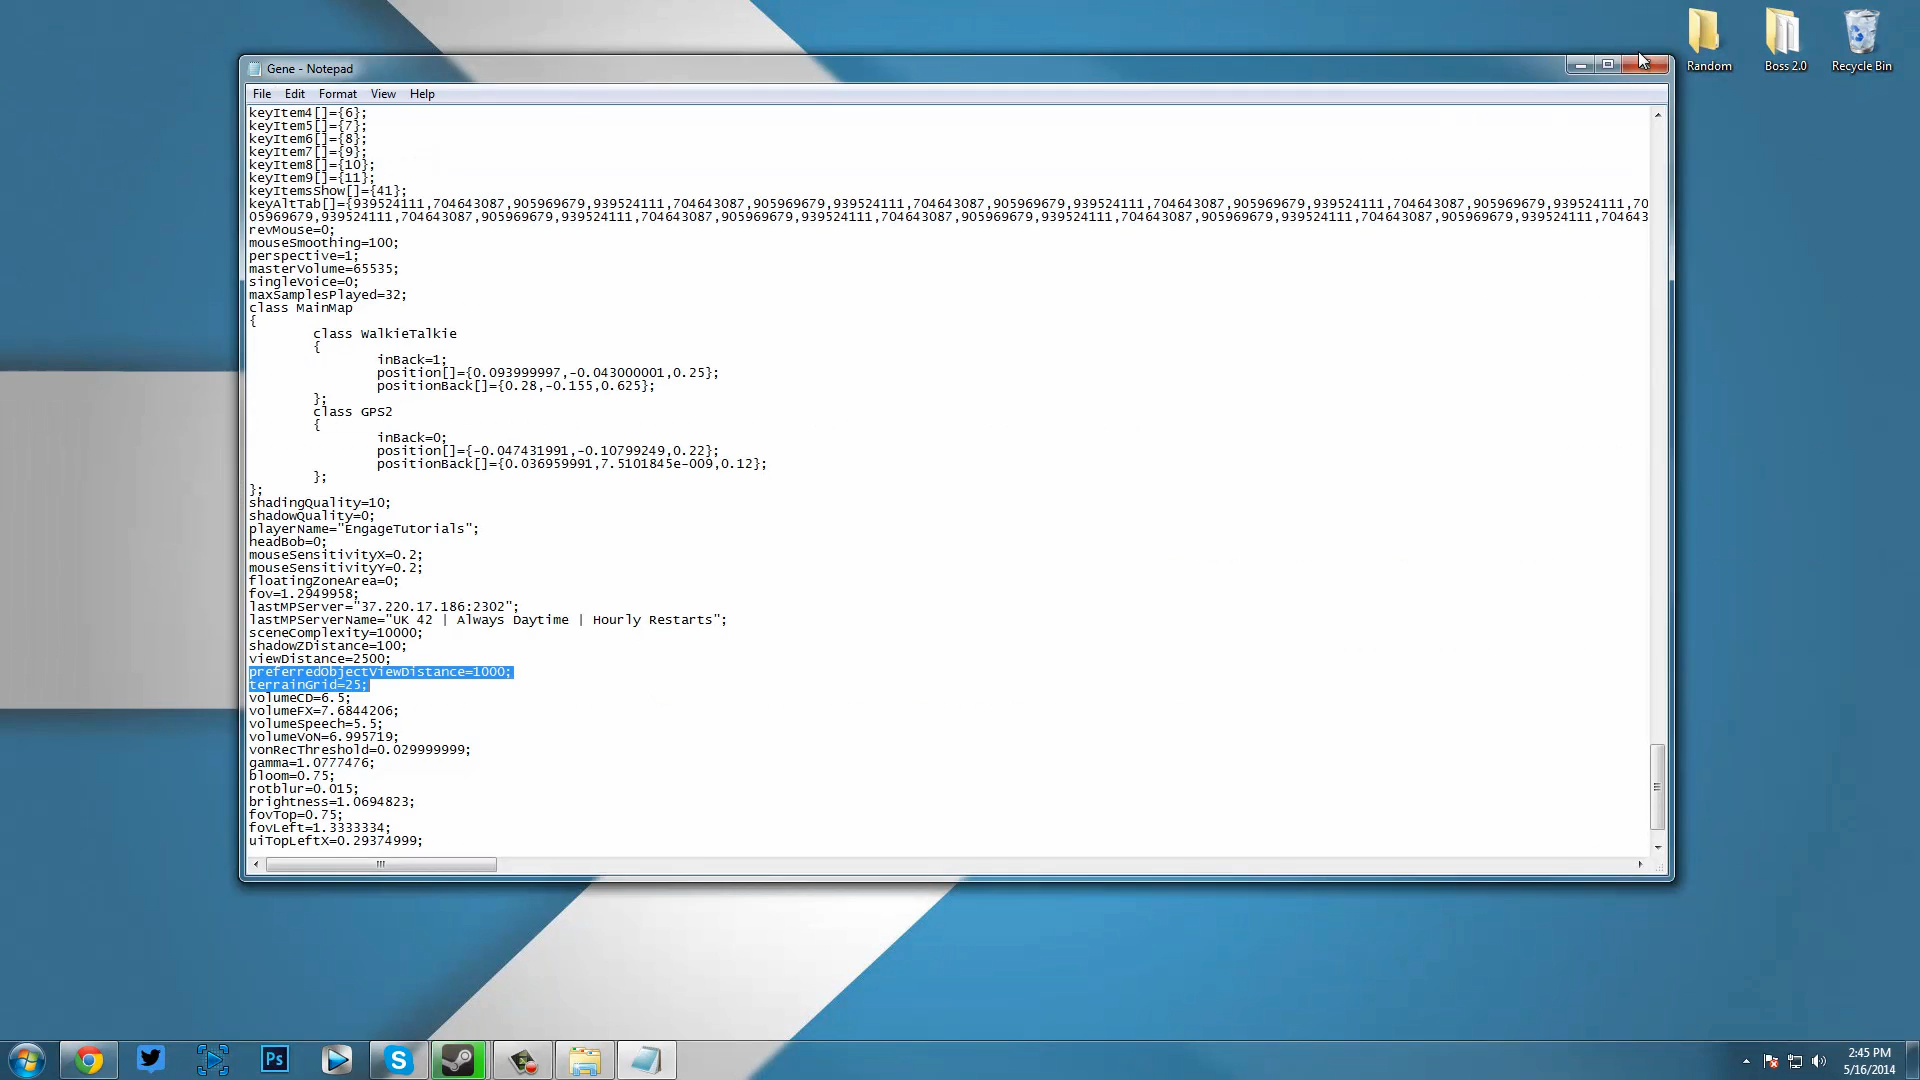 Random
Boss 2.0
Recycle Bin
Gene - Notepad
File Edit Format View Help
keyItem4[]={6};
keyItem5[]={7};
keyItem6[]={8};
keyItem7[]={9};
keyItem8[]={10};
keyItem9[]={11};
keyItemsShow[]={41};
keyAltTab[]={939524111,704643087,905969679,939524111,704643087,905969679,939524111,704643087,905969679,939524111,704643087,905969679,939524111,704643087,905969679,939524111,70
05969679,939524111,704643087,905969679,939524111,704643087,905969679,939524111,704643087,905969679,939524111,704643087,905969679,939524111,704643087,905969679,939524111,704643
revMouse=0;
mouseSmoothing=100;
perspective=1;
masterVolume=65535;
singleVoice=0;
maxSamplesPlayed=32;
class MainMap
{
class WalkieTalkie
{
inBack=1;
position[]={0.093999997,-0.043000001,0.25};
positionBack[]={0.28,-0.155,0.625};
};
class GPS2
{
inBack=0;
position[]={-0.047431991,-0.10799249,0.22};
positionBack[]={0.036959991,7.5101845e-009,0.12};
};
};
shadingQuality=10;
shadowQuality=0;
playerName="EngageTutorials";
headBob=0;
mouseSensitivityX=0.2;
mouseSensitivityY=0.2;
floatingZoneArea=0;
fov=1.2949958;
lastMPServer="37.220.17.186:2302";
lastMPServerName="UK 42 | Always Daytime | Hourly Restarts";
sceneComplexity=10000;
shadowZDistance=100;
viewDistance=2500;
preferredObjectViewDistance=1000;
terrainGrid=25;
volumeCD=6.5;
volumeFX=7.6844206;
volumeSpeech=5.5;
volumeVoN=6.995719;
vonRecThreshold=0.029999999;
gamma=1.0777476;
bloom=0.75;
rotblur=0.015;
brightness=1.0694823;
fovTop=0.75;
fovLeft=1.3333334;
uiTopLeftX=0.29374999;
Ps
2:45 PM
5/16/2014